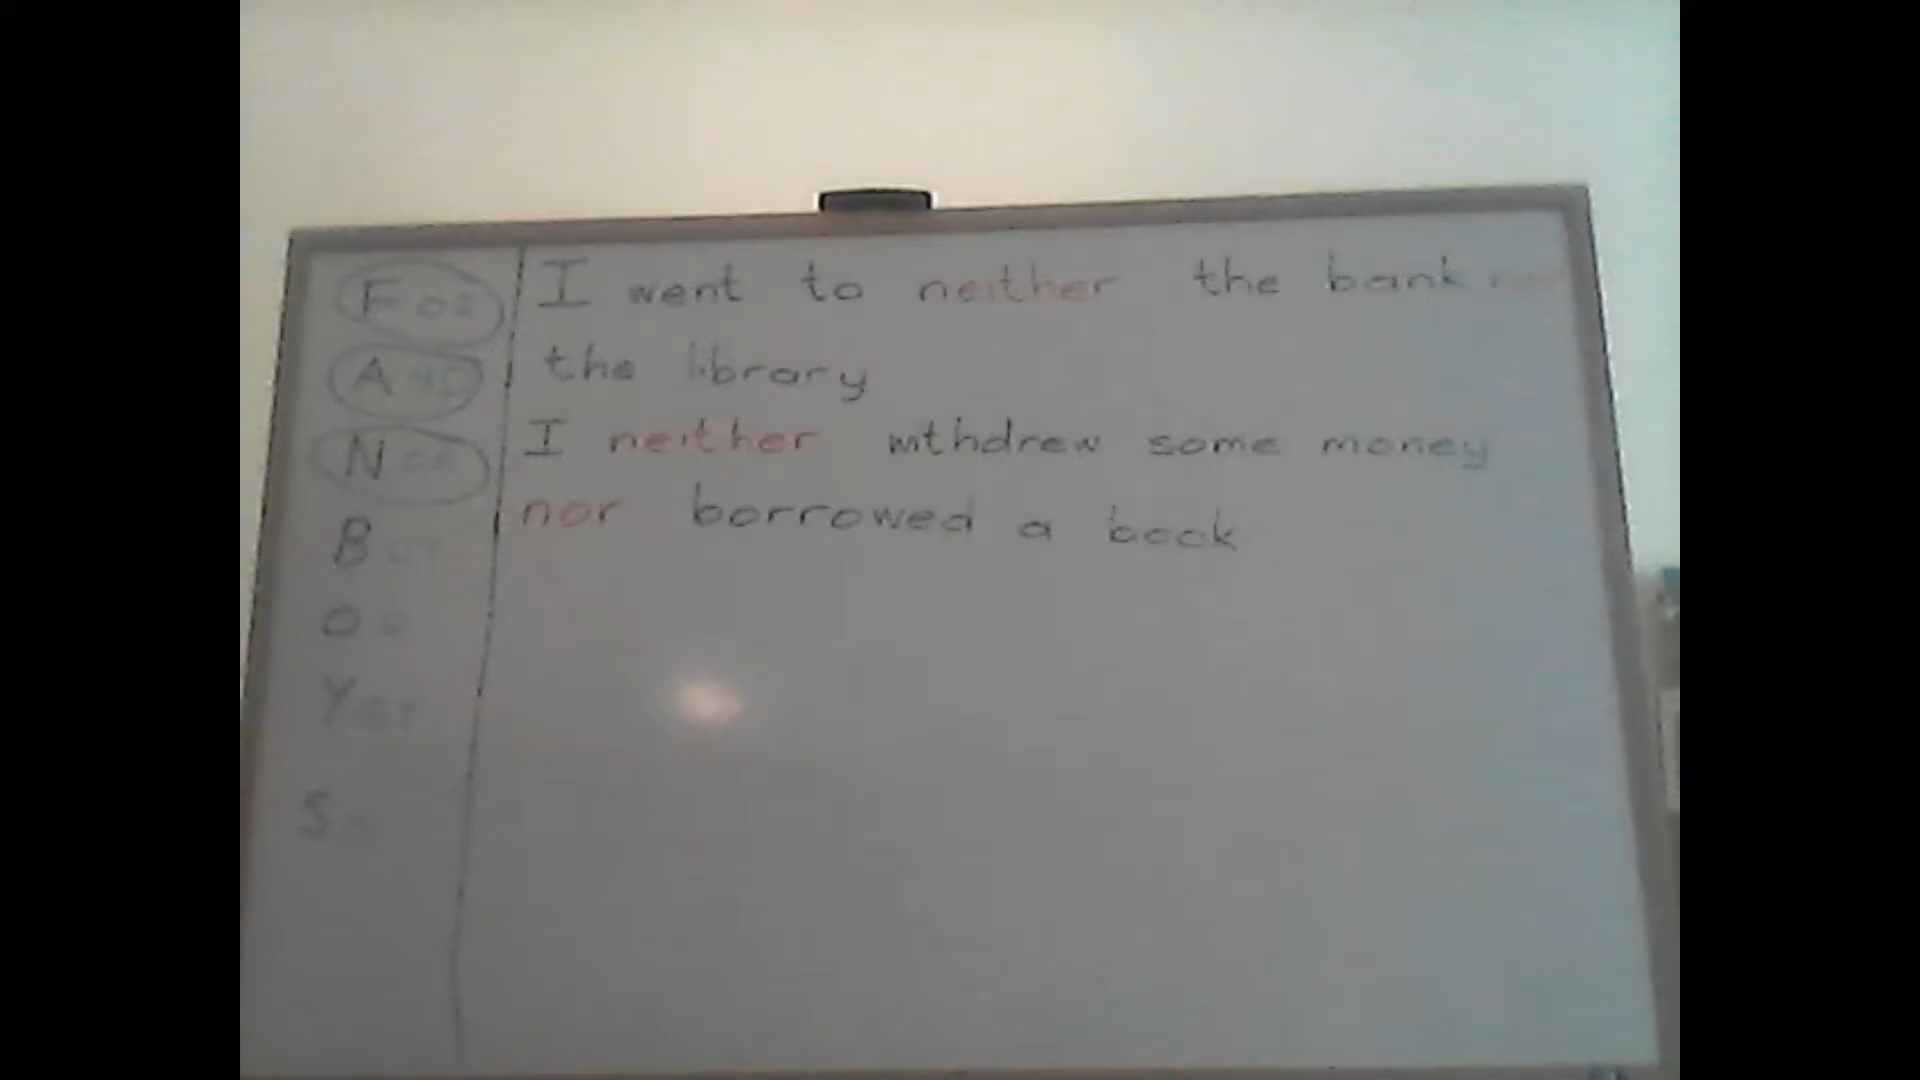 FOR
AND
NOR
BUT
OR
YET
SO
I went to neither the bank nor
the library
I neither withdrew some money
nor borrowed a book